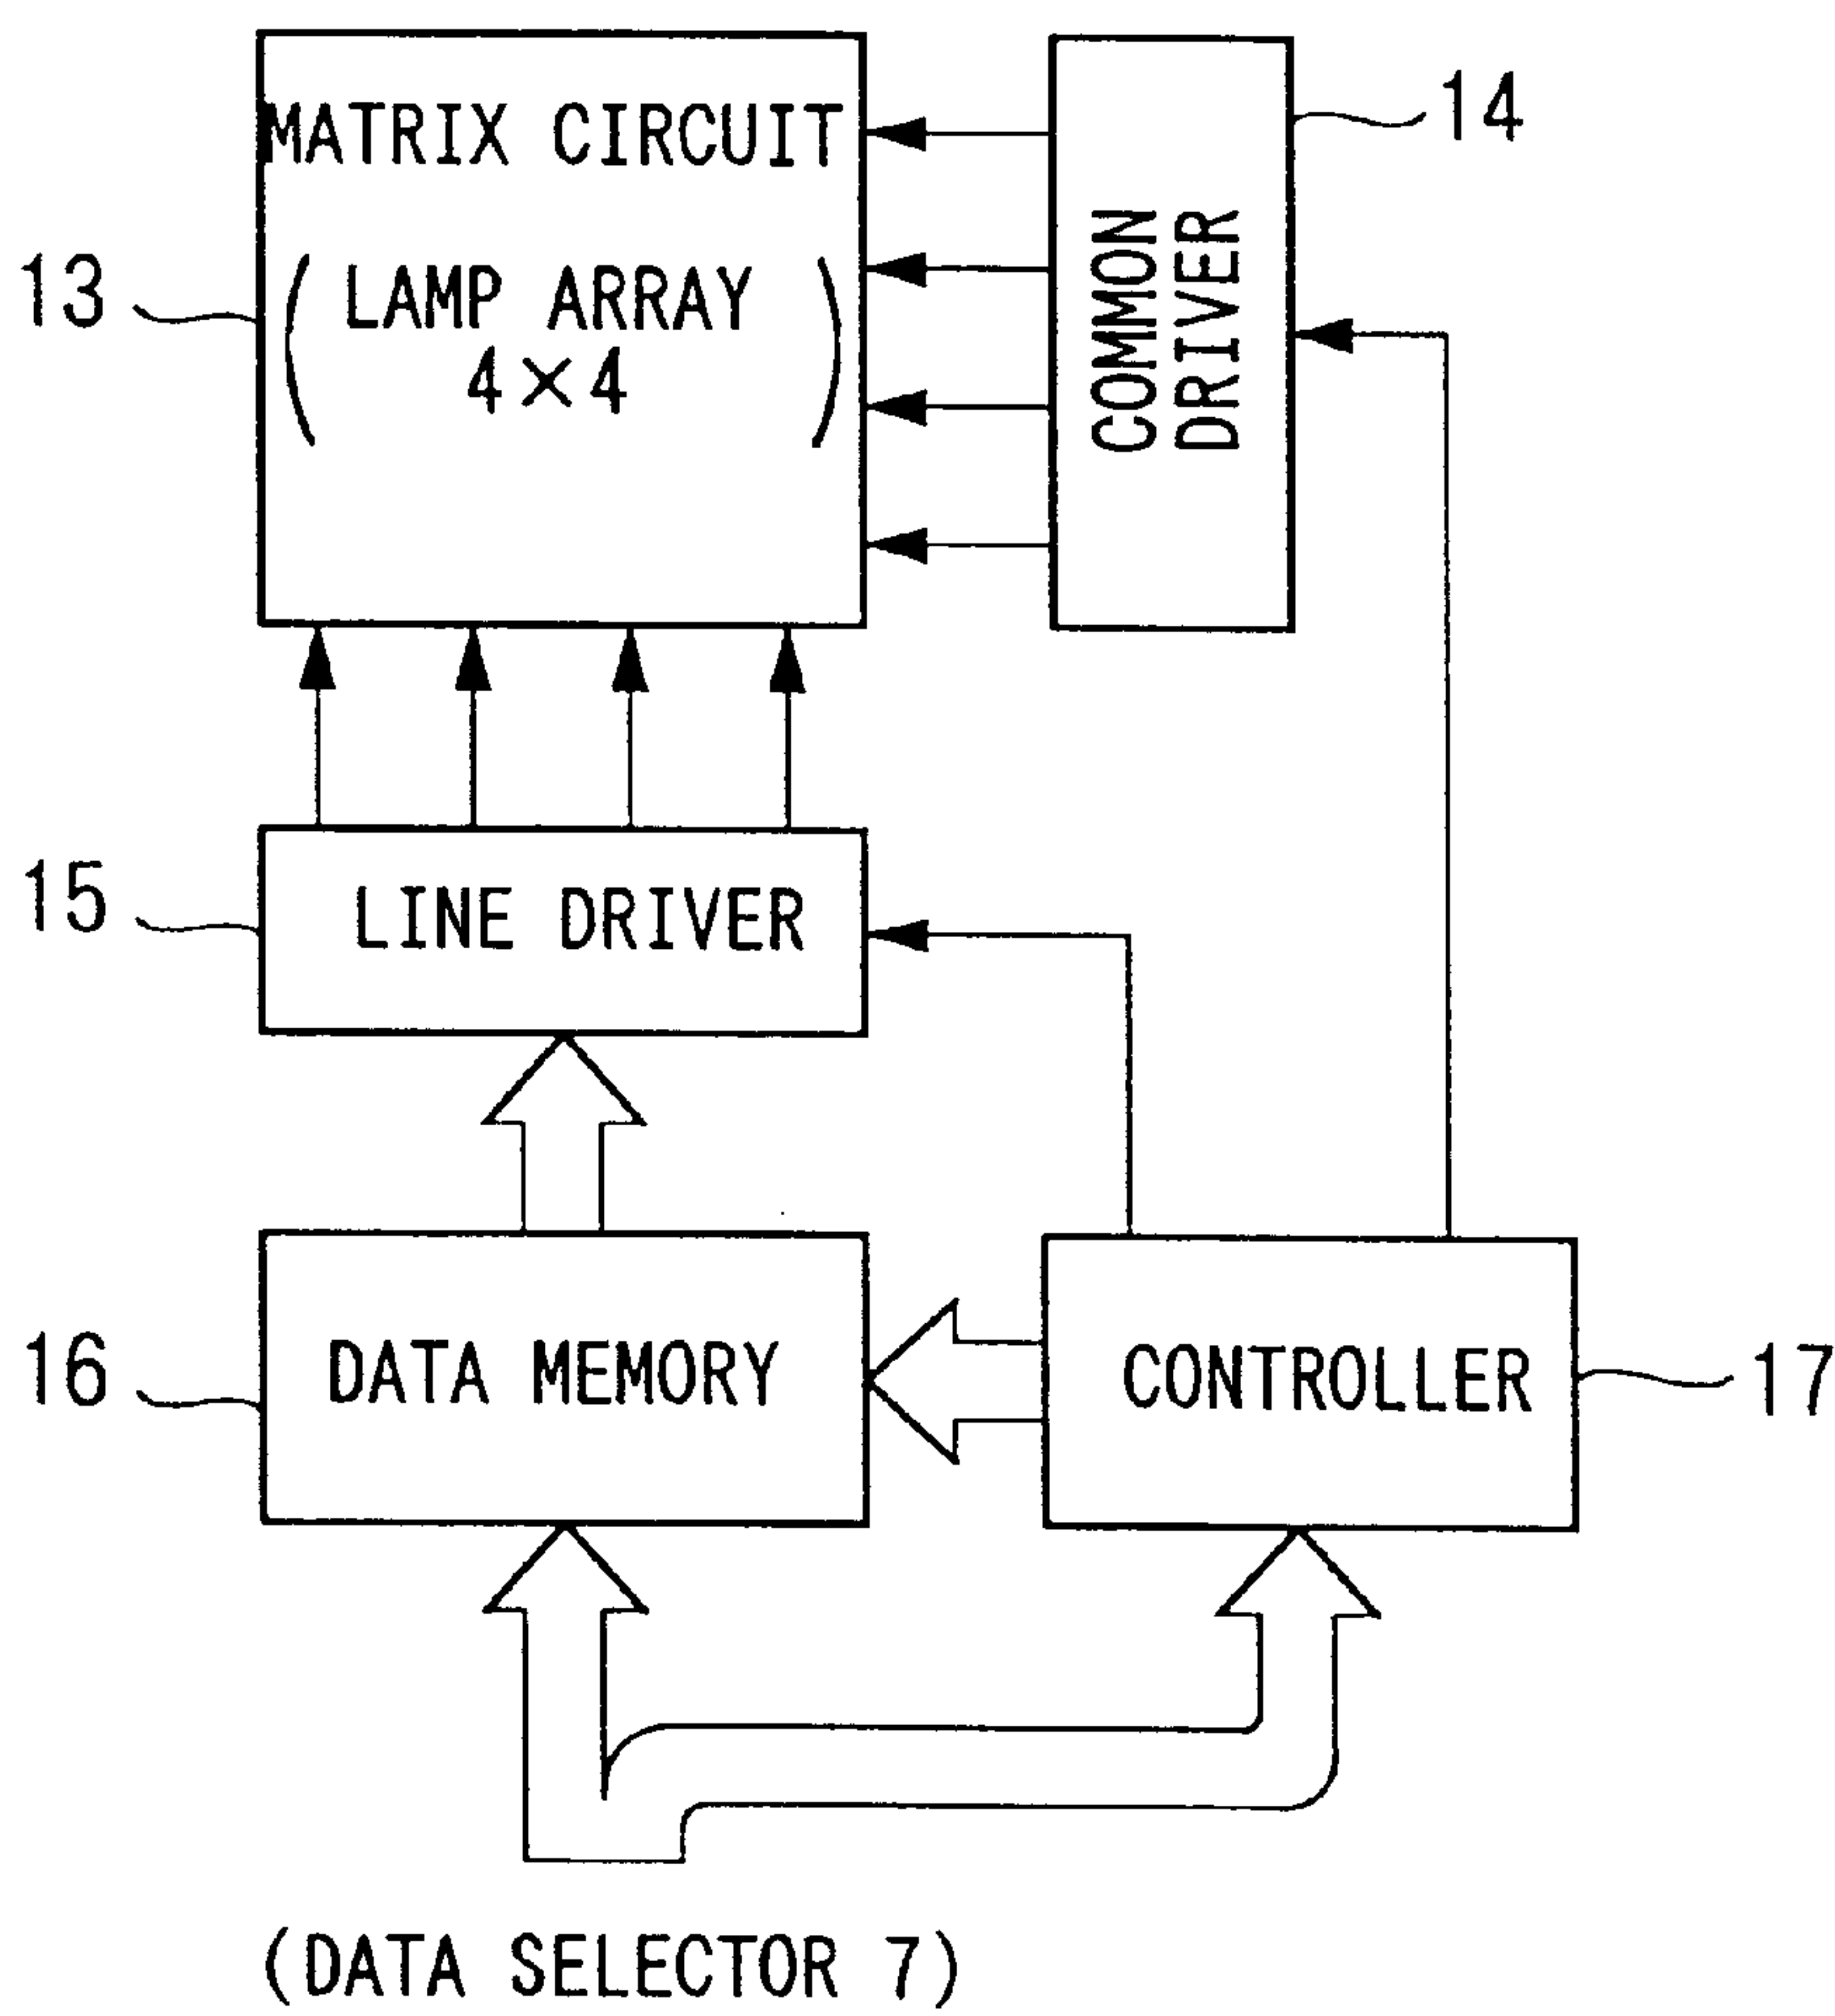 MATRIX CIRCUIT
(LAMP ARRAY
4×4)
13
COMMON
DRIVER
14
LINE DRIVER
15
DATA MEMORY
16
CONTROLLER
17
(DATA SELECTOR 7)